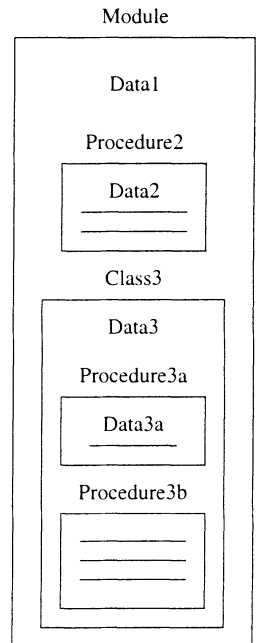 Module
Data1
Procedure2
Data2
Class3
Data3
Procedure3a
Data3a
Procedure3b